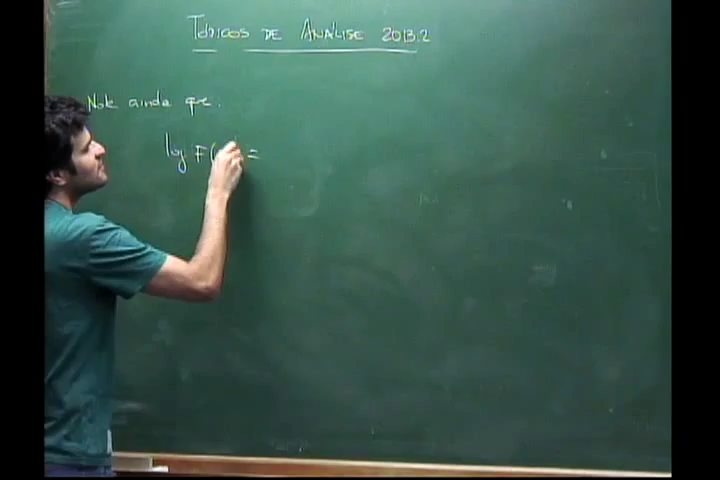 TÓPICOS DE ANÁLISE 2013.2
Note ainda que.
log F( =